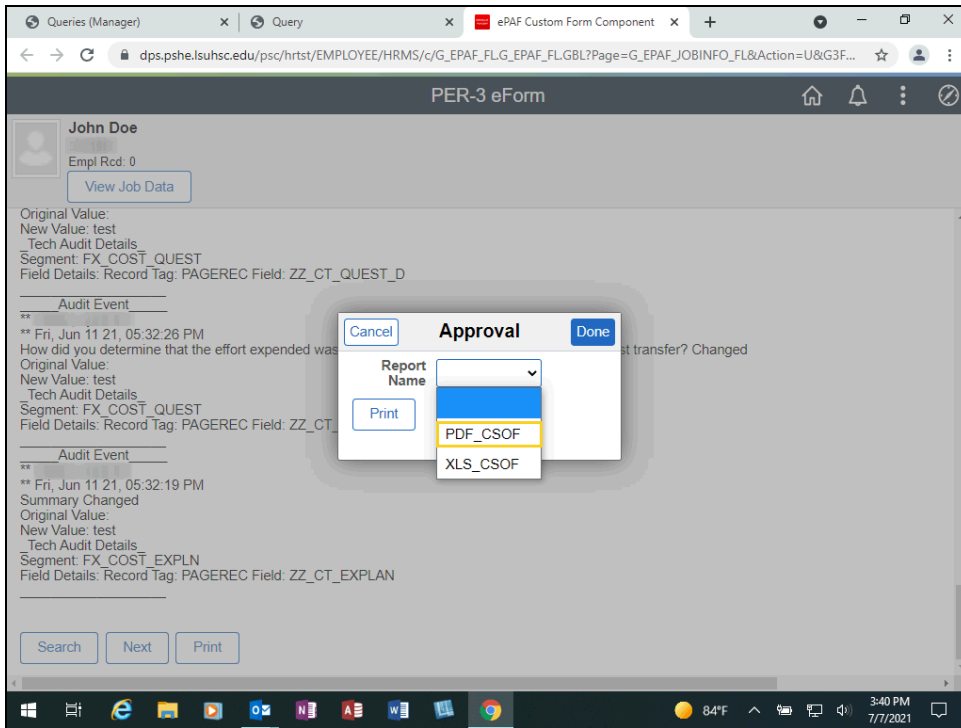 Queries (Manager)
Query
ePAF Custom Form Component
dps.pshe.lsuhsc.edu/psc/hrtst/EMPLOYEE/HRMS/c/G_EPAF_FL.G_EPAF_FL.GBL?Page=G_EPAF_JOBINFO_FL&Action=U&G3F...
PER-3 eForm
John Doe
Empl Rcd: 0
View Job Data
Original Value:
New Value: test
_Tech Audit Details_
Segment: FX_COST_QUEST
Field Details: Record Tag: PAGEREC Field: ZZ_CT_QUEST_D
_____Audit Event_____
**
** Fri, Jun 11 21, 05:32:26 PM
How did you determine that the effort expended was st transfer? Changed
Original Value:
New Value: test
_Tech Audit Details_
Segment: FX_COST_QUEST
Field Details: Record Tag: PAGEREC Field: ZZ_CT_
_____Audit Event_____
**
** Fri, Jun 11 21, 05:32:19 PM
Summary Changed
Original Value:
New Value: test
_Tech Audit Details_
Segment: FX_COST_EXPLN
Field Details: Record Tag: PAGEREC Field: ZZ_CT_EXPLAN
Cancel
Approval
Done
Report
Name
Print
PDF_CSOF
XLS_CSOF
Search
Next
Print
84°F
3:40 PM
7/7/2021